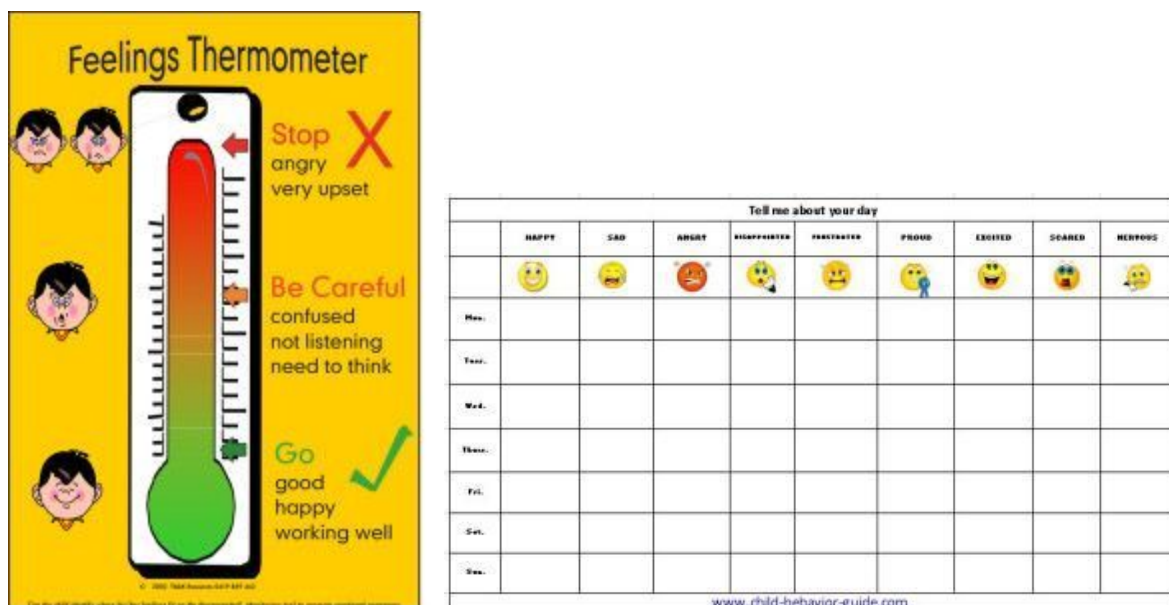 Feelings Thermometer
Stop X
angry
very upset
Be Careful
confused
not listening
need to think
Go
good
happy
working well
Tell me about your day
HAPPY SAD ANGRY DISAPPOINTED FRUSTRATED PROUD EXCITED SCARED NERVOUS
Mon.
Tues.
Wed.
Thurs.
Fri.
Sat.
Sun.
www.child-behavior-guide.com